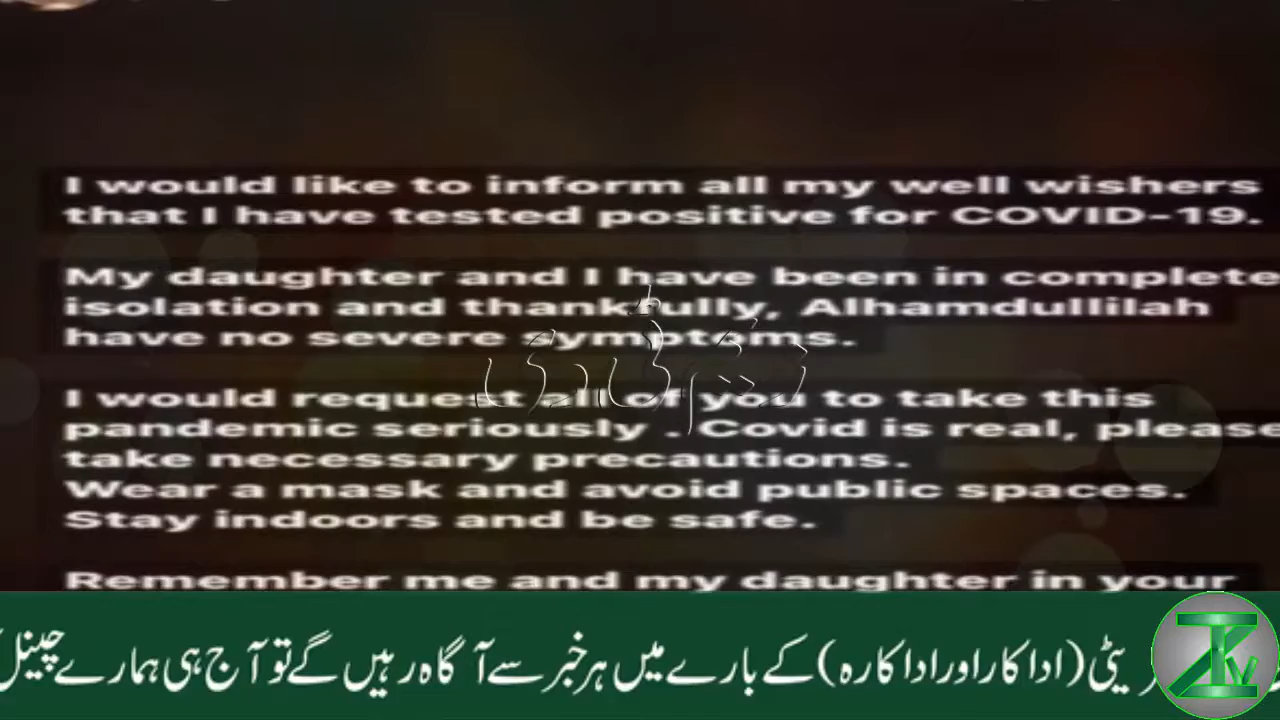 I would like to inform all my well wishers
that I have tested positive for COVID-19.
My daughter and I have been in complete
isolation and thankfully, Alhamdullilah
have no severe symptoms.
I would request all of you to take this
pandemic seriously . Covid is real, please
take necessary precautions.
Wear a mask and avoid public spaces.
Stay indoors and be safe.
Remember me and my daughter in your
(اداکار اور اداکارہ) کے بارے میں ہر خبر سے آگاہ رہیں گے تو آج ہی ہمارے چینل